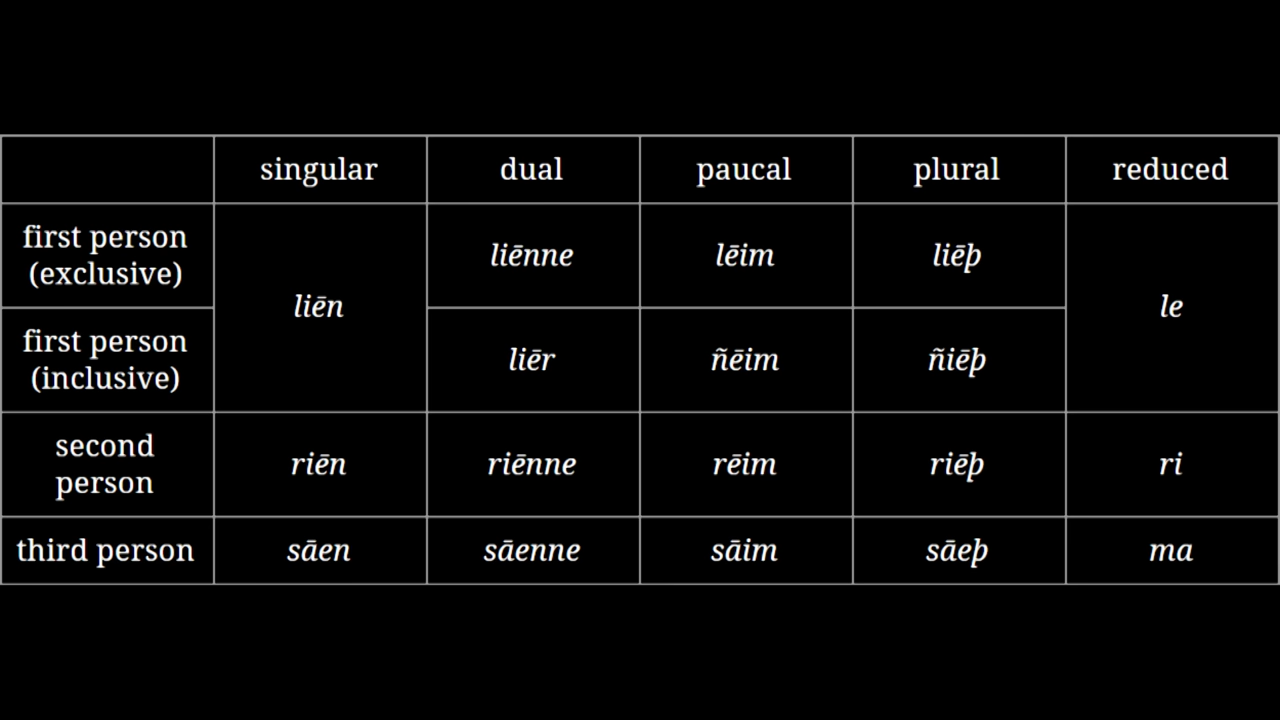 singular dual paucal plural reduced
first person
(exclusive)
liēnne lēim liēþ
liēn le
first person
(inclusive)
liēr ñēim ñiēþ
second
person
riēn riēnne rēim riēþ ri
third person sāen sāenne sāim sāeþ ma